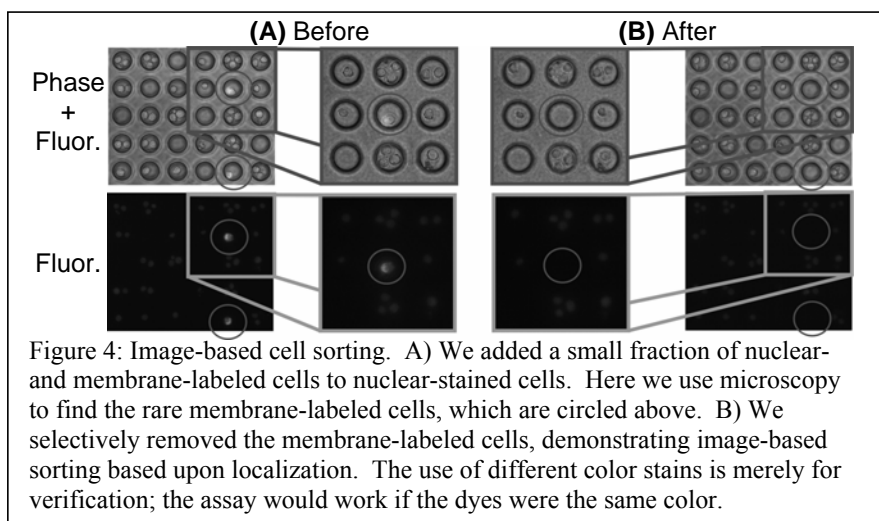 (A) Before
(B) After
Phase
+
Fluor.
Fluor.
Figure 4: Image-based cell sorting.  A) We added a small fraction of nuclear-
and membrane-labeled cells to nuclear-stained cells.  Here we use microscopy
to find the rare membrane-labeled cells, which are circled above.  B) We
selectively removed the membrane-labeled cells, demonstrating image-based
sorting based upon localization.  The use of different color stains is merely for
verification; the assay would work if the dyes were the same color.